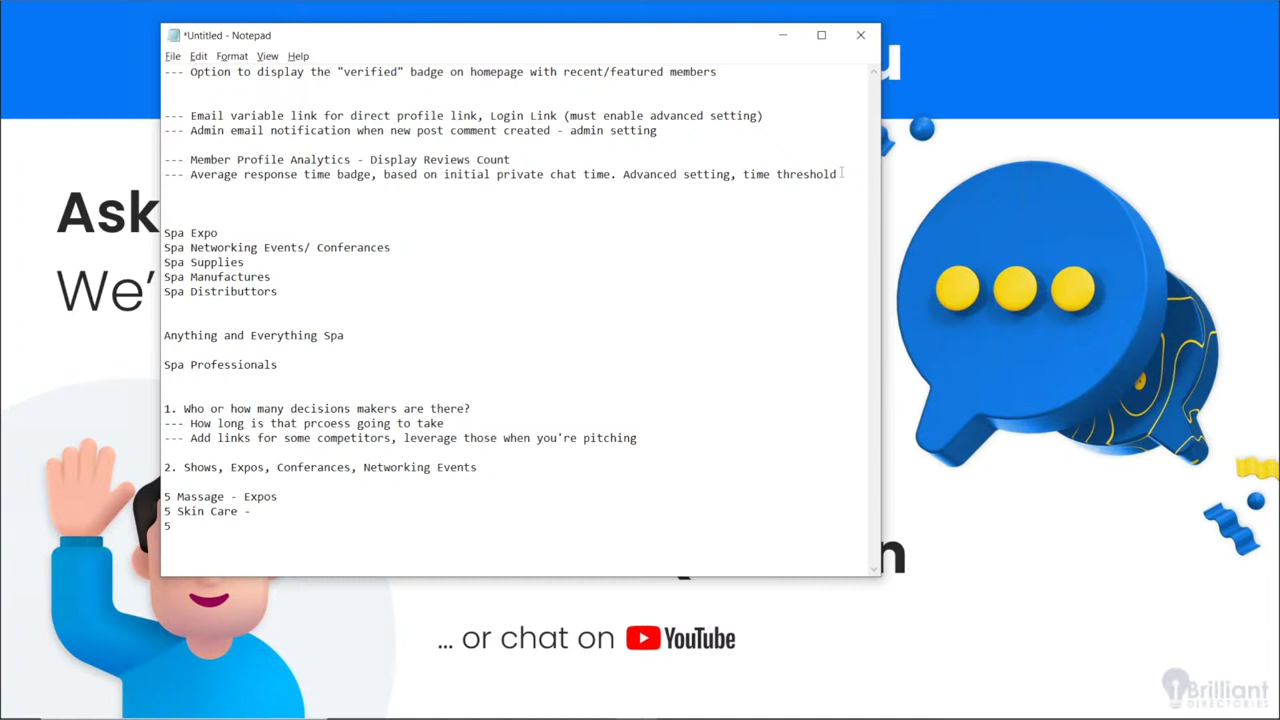 *Untitled - Notepad
File Edit Format View Help
--- Option to display the "verified" badge on homepage with recent/featured members
--- Email variable link for direct profile link, Login Link (must enable advanced setting)
--- Admin email notification when new post comment created - admin setting
--- Member Profile Analytics - Display Reviews Count
--- Average response time badge, based on initial private chat time. Advanced setting, time threshold
Spa Expo
Spa Networking Events/ Conferances
Spa Supplies
Spa Manufactures
Spa Distributtors
Anything and Everything Spa
Spa Professionals
1. Who or how many decisions makers are there?
--- How long is that prcoess going to take
--- Add links for some competitors, leverage those when you're pitching
2. Shows, Expos, Conferances, Networking Events
5 Massage - Expos
5 Skin Care -
5
Ask
We'
... or chat on YouTube
Brilliant
DIRECTORIES